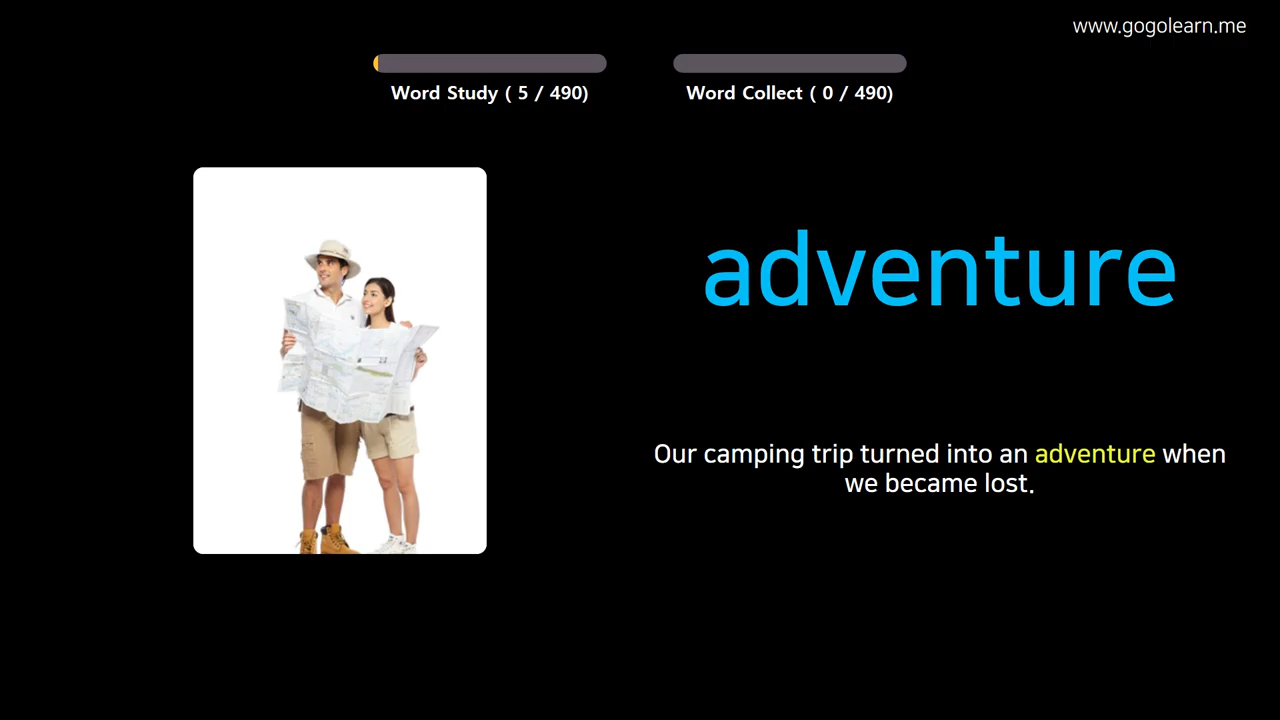 www.gogolearn.me
Word Study ( 5 / 490)
Word Collect ( 0 / 490)
adventure
Our camping trip turned into an adventure when
we became lost.